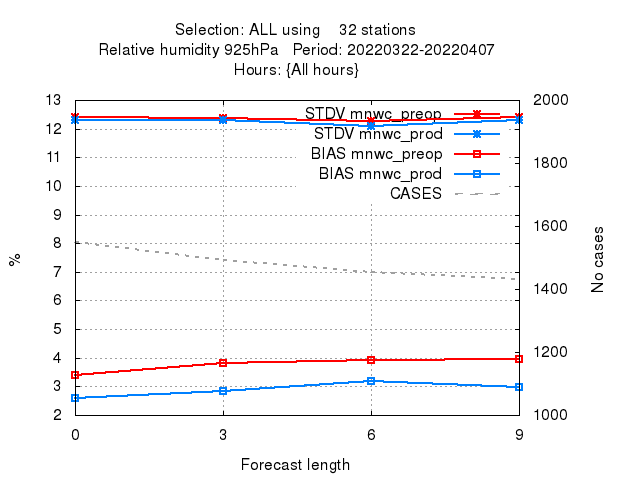 Selection: ALL using    32 stations
Relative humidity 925hPa   Period: 20220322-20220407
Hours: {All hours}
13
12
11
10
9
8
7
6
5
4
3
2
%
STDV mnwc_preop
STDV mnwc_prod
BIAS mnwc_preop
BIAS mnwc_prod
CASES
2000
1800
1600
1400
1200
1000
No cases
0 3 6 9
Forecast length